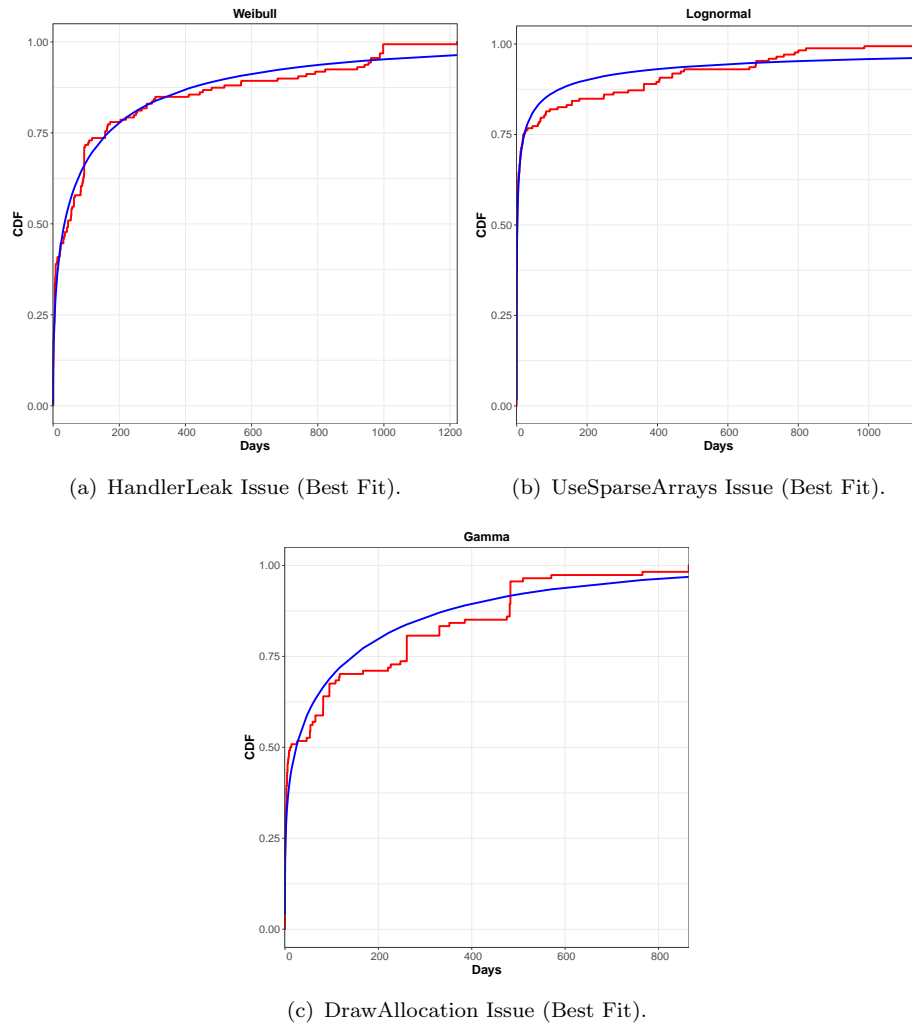 Weibull
1.00
0.75
0.50
0.25
0.00
CDF
0 200 400 600 800 1000 1200
Days
(a) HandlerLeak Issue (Best Fit).
Lognormal
1.00
0.75
0.50
0.25
0.00
CDF
0 200 400 600 800 1000
Days
(b) UseSparseArrays Issue (Best Fit).
Gamma
1.00
0.75
0.50
0.25
0.00
CDF
0 200 400 600 800
Days
(c) DrawAllocation Issue (Best Fit).